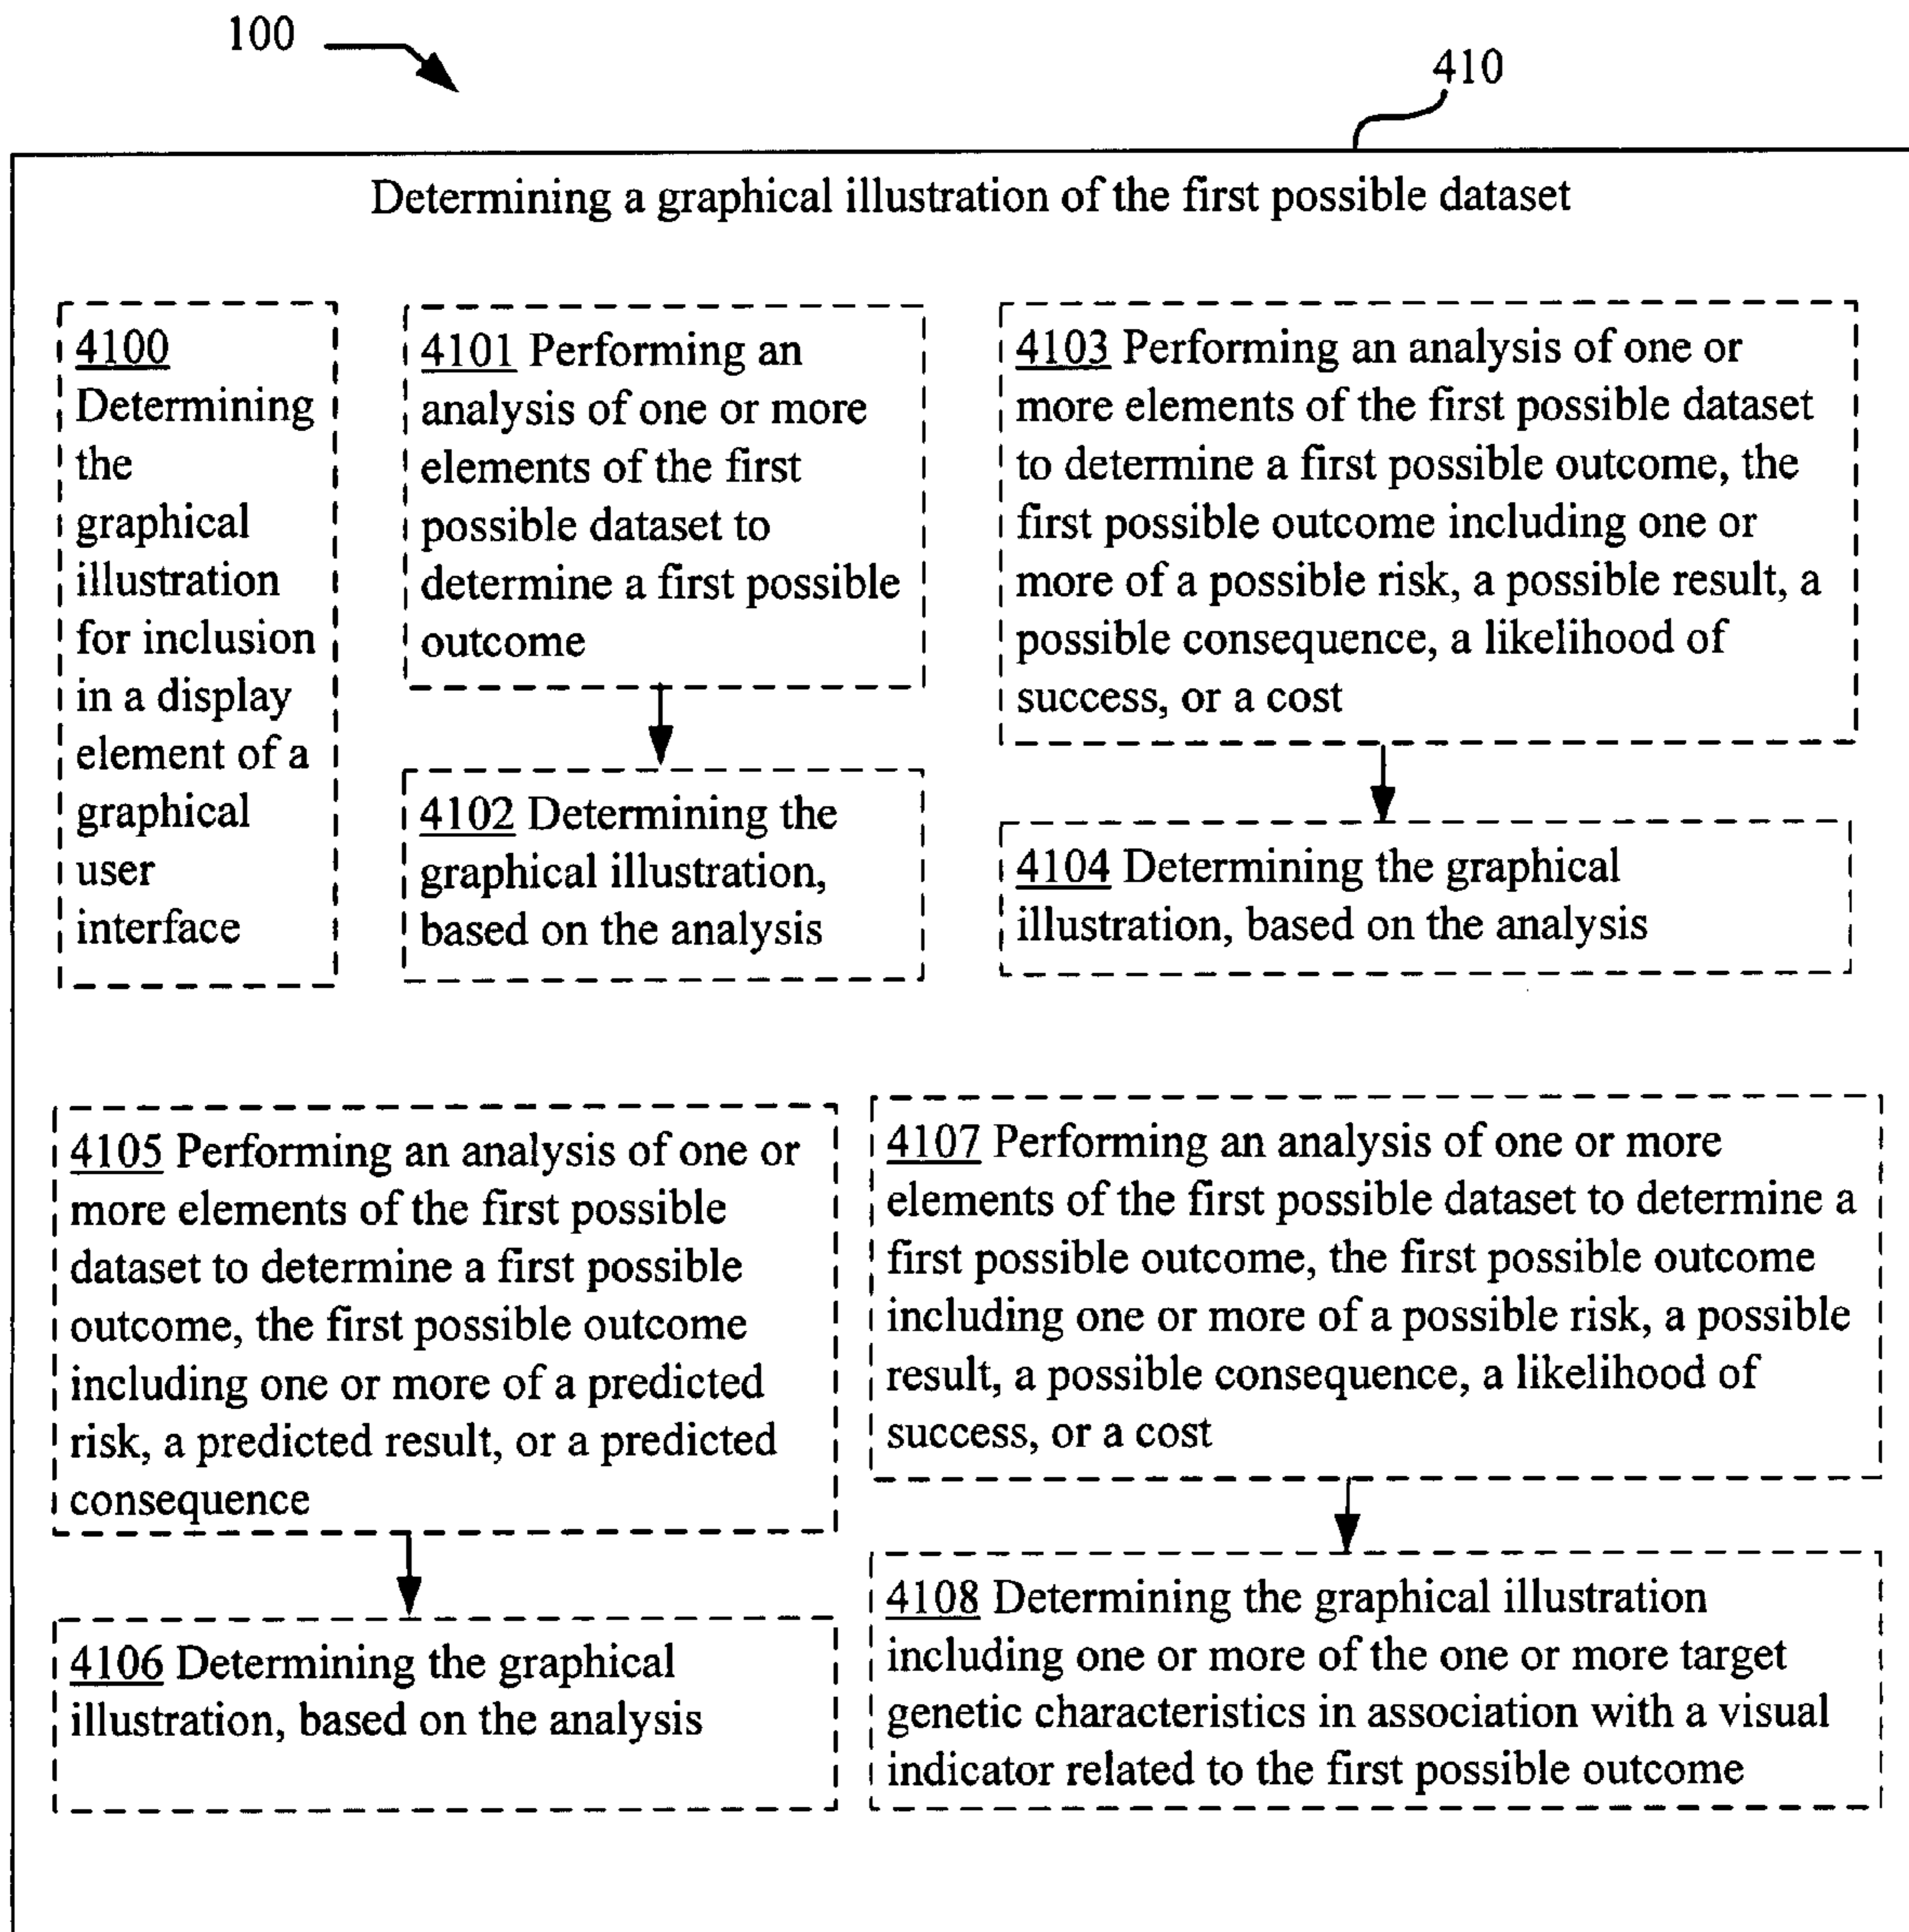 100
410
Determining a graphical illustration of the first possible dataset
4100
Determining
the
graphical
illustration
for inclusion
in a display
element of a
graphical
user
interface
4101 Performing an
analysis of one or more
elements of the first
possible dataset to
determine a first possible
outcome
4102 Determining the
graphical illustration,
based on the analysis
4103 Performing an analysis of one or
more elements of the first possible dataset
to determine a first possible outcome, the
first possible outcome including one or
more of a possible risk, a possible result, a
possible consequence, a likelihood of
success, or a cost
4104 Determining the graphical
illustration, based on the analysis
4105 Performing an analysis of one or
more elements of the first possible
dataset to determine a first possible
outcome, the first possible outcome
including one or more of a predicted
risk, a predicted result, or a predicted
consequence
4106 Determining the graphical
illustration, based on the analysis
4107 Performing an analysis of one or more
elements of the first possible dataset to determine a
first possible outcome, the first possible outcome
including one or more of a possible risk, a possible
result, a possible consequence, a likelihood of
success, or a cost
4108 Determining the graphical illustration
including one or more of the one or more target
genetic characteristics in association with a visual
indicator related to the first possible outcome